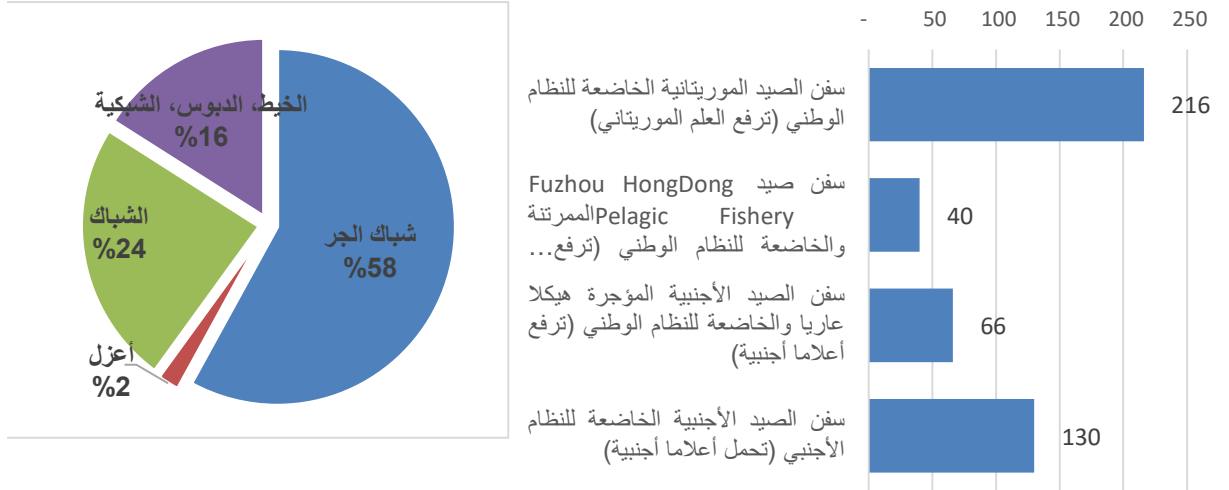 الخيط، الدبوس، الشبكية
%16
الشباك
%24
شباك الجر
%58
أعزل
%2
- 50 100 150 200 250
سفن الصيد الموريتانية الخاضعة للنظام
الوطني (ترفع العلم الموريتاني)
216
سفن صيد Fuzhou HongDong
Pelagic Fishery الممرتنة
والخاضعة للنظام الوطني (ترفع...
40
سفن الصيد الأجنبية المؤجرة هيكلا
عاريا والخاضعة للنظام الوطني (ترفع
أعلاما أجنبية)
66
سفن الصيد الأجنبية الخاضعة للنظام
الأجنبي (تحمل أعلاما أجنبية)
130